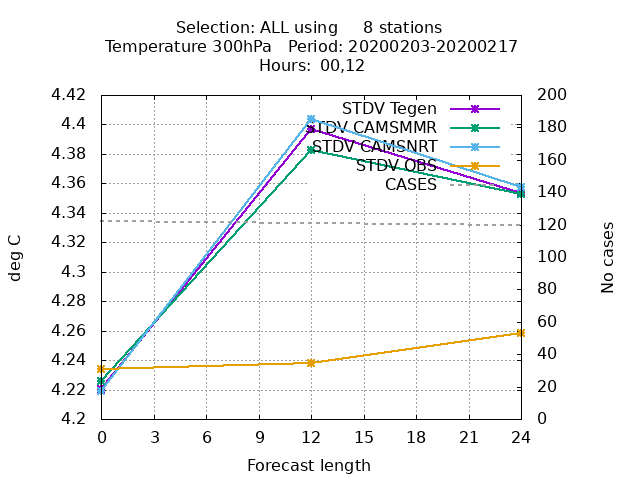 Selection: ALL using     8 stations
Temperature 300hPa   Period: 20200203-20200217
Hours: 00,12
4.42
4.4
4.38
4.36
4.34
4.32
4.3
4.28
4.26
4.24
4.22
4.2
deg C
STDV Tegen
STDV CAMSMMR
STDV CAMSNRT
STDV OBS
CASES
200
180
160
140
120
100
80
60
40
20
0
No cases
0 3 6 9 12 15 18 21 24
Forecast length